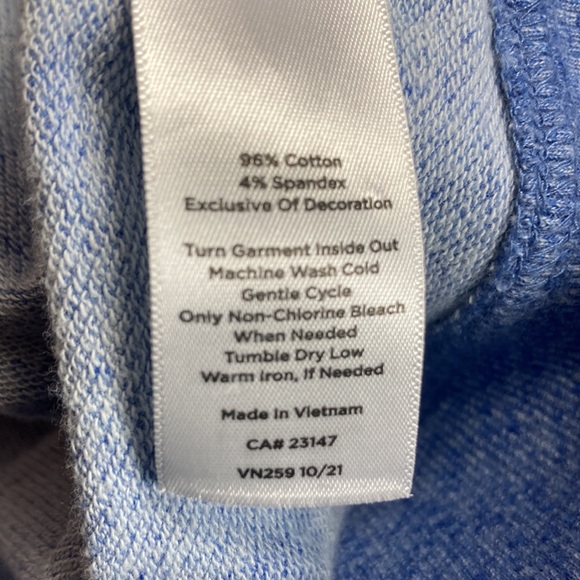 96% Cotton
4% Spandex
Exclusive Of Decoration
Turn Garment Inside Out
Machine Wash Cold
Gentle Cycle
Only Non-Chlorine Bleach
When Needed
Tumble Dry Low
Warm Iron, If Needed
Made In Vietnam
CA# 23147
VN259 10/21